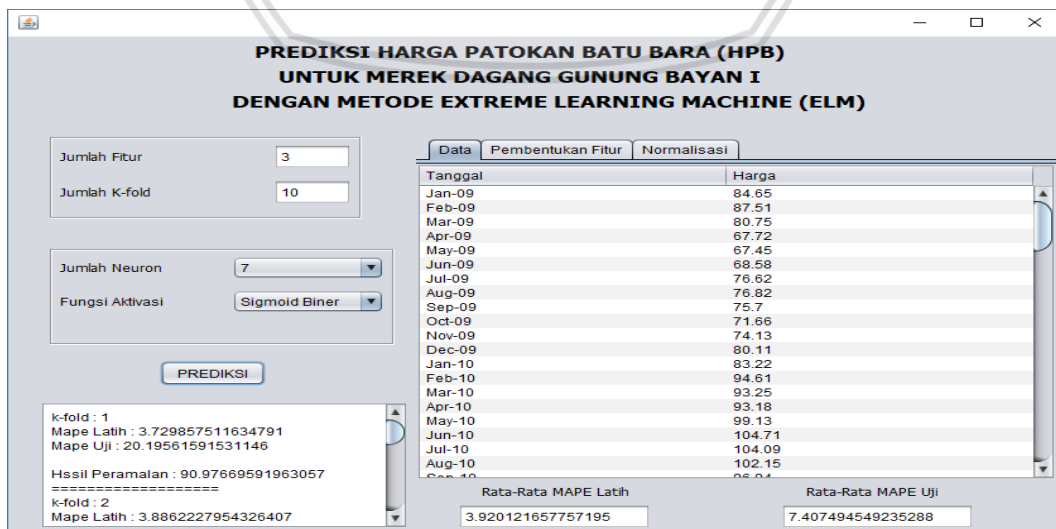 PREDIKSI HARGA PATOKAN BATU BARA (HPB)
UNTUK MEREK DAGANG GUNUNG BAYAN I
DENGAN METODE EXTREME LEARNING MACHINE (ELM)
Jumlah Fitur 3
Jumlah K-fold 10
Jumlah Neuron 7
Fungsi Aktivasi Sigmoid Biner
PREDIKSI
k-fold : 1
Mape Latih : 3.729857511634791
Mape Uji : 20.19561591531146
Hssil Peramalan : 90.97669591963057
===================
k-fold : 2
Mape Latih : 3.8862227954326407
Data Pembentukan Fitur Normalisasi
Tanggal Harga
Jan-09 84.65
Feb-09 87.51
Mar-09 80.75
Apr-09 67.72
May-09 67.45
Jun-09 68.58
Jul-09 76.62
Aug-09 76.82
Sep-09 75.7
Oct-09 71.66
Nov-09 74.13
Dec-09 80.11
Jan-10 83.22
Feb-10 94.61
Mar-10 93.25
Apr-10 93.18
May-10 99.13
Jun-10 104.71
Jul-10 104.09
Aug-10 102.15
Rata-Rata MAPE Latih Rata-Rata MAPE Uji
3.920121657757195 7.407494549235288